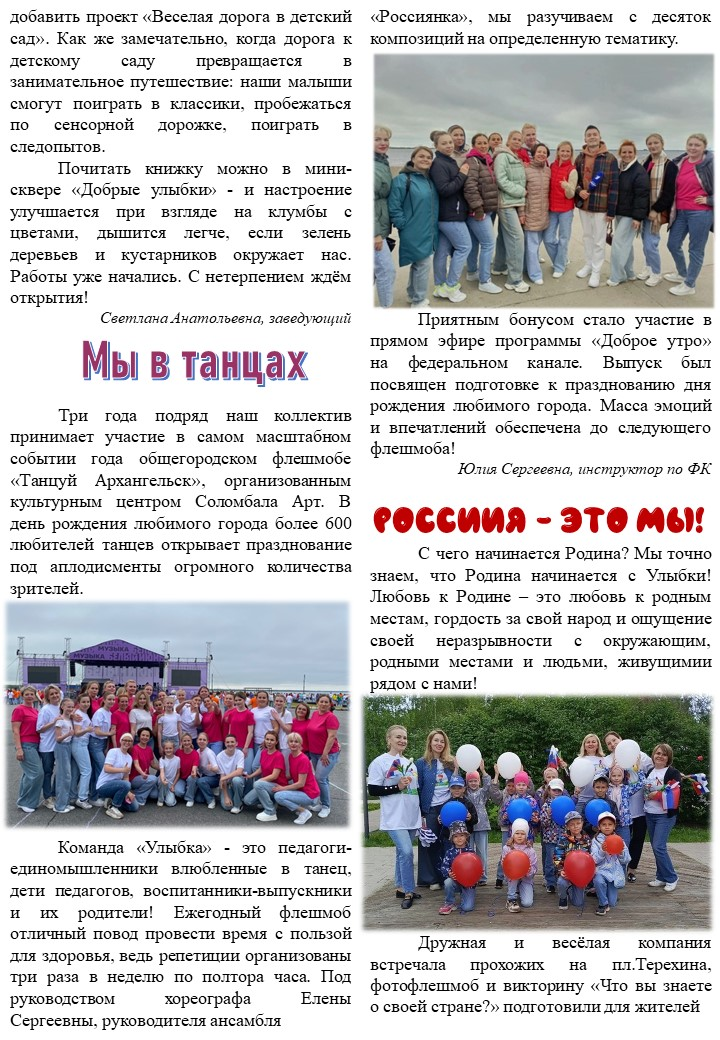 добавить проект «Веселая дорога в детский
сад». Как же замечательно, когда дорога к
детскому саду превращается в
занимательное путешествие: наши малыши
смогут поиграть в классики, пробежаться
по сенсорной дорожке, поиграть в
следопытов.
Почитать книжку можно в мини-
сквере «Добрые улыбки» - и настроение
улучшается при взгляде на клумбы с
цветами, дышится легче, если зелень
деревьев и кустарников окружает нас.
Работы уже начались. С нетерпением ждём
открытия!
Светлана Анатольевна, заведующий
Мы в танцах
Три года подряд наш коллектив
принимает участие в самом масштабном
событии года общегородском флешмобе
«Танцуй Архангельск», организованным
культурным центром Соломбала Арт. В
день рождения любимого города более 600
любителей танцев открывает празднование
под аплодисменты огромного количества
зрителей.
Команда «Улыбка» - это педагоги-
единомышленники влюбленные в танец,
дети педагогов, воспитанники-выпускники
и их родители! Ежегодный флешмоб
отличный повод провести время с пользой
для здоровья, ведь репетиции организованы
три раза в неделю по полтора часа. Под
руководством хореографа Елены
Сергеевны, руководителя ансамбля
«Россиянка», мы разучиваем с десяток
композиций на определенную тематику.
Приятным бонусом стало участие в
прямом эфире программы «Доброе утро»
на федеральном канале. Выпуск был
посвящен подготовке к празднованию дня
рождения любимого города. Масса эмоций
и впечатлений обеспечена до следующего
флешмоба!
Юлия Сергеевна, инструктор по ФК
РОССИИЯ - ЭТО МЫ!
С чего начинается Родина? Мы точно
знаем, что Родина начинается с Улыбки!
Любовь к Родине – это любовь к родным
местам, гордость за свой народ и ощущение
своей неразрывности с окружающим,
родными местами и людьми, живущимии
рядом с нами!
Дружная и весёлая компания
встречала прохожих на пл.Терехина,
фотофлешмоб и викторину «Что вы знаете
о своей стране?» подготовили для жителей